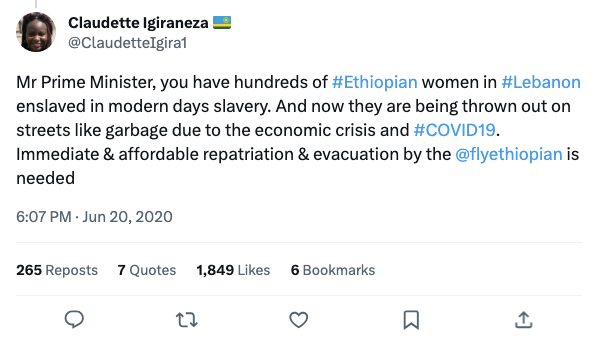 Claudette Igiraneza 🇷🇼
@ClaudetteIgira1
Mr Prime Minister, you have hundreds of #Ethiopian women in #Lebanon
enslaved in modern days slavery. And now they are being thrown out on
streets like garbage due to the economic crisis and #COVID19.
Immediate & affordable repatriation & evacuation by the @flyethiopian is
needed
6:07 PM · Jun 20, 2020
265 Reposts 7 Quotes 1,849 Likes 6 Bookmarks